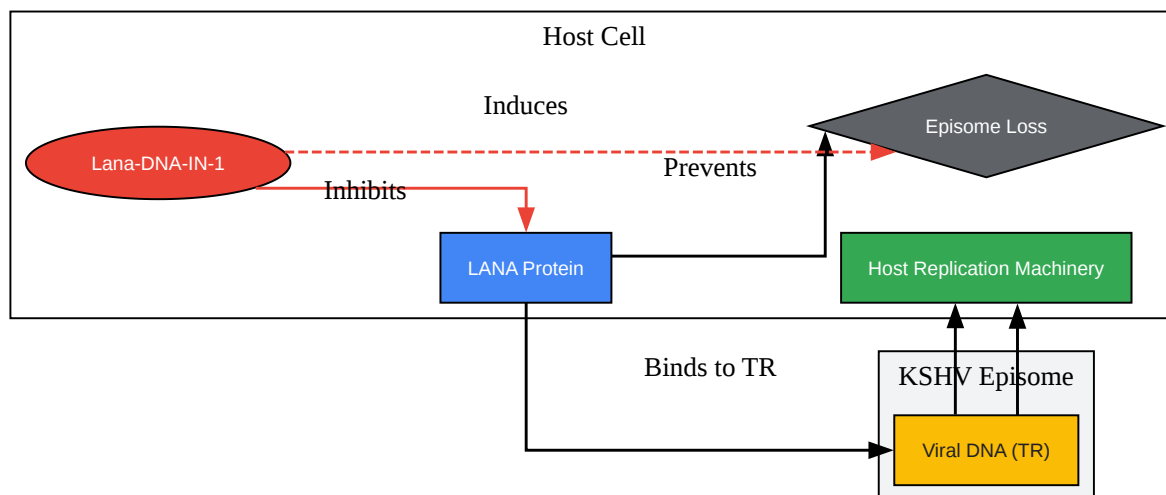 Host Cell
Induces
Episome Loss
Lana-DNA-IN-1
Prevents
Inhibits
LANA Protein
Host Replication Machinery
Binds to TR
KSHV Episome
Viral DNA (TR)